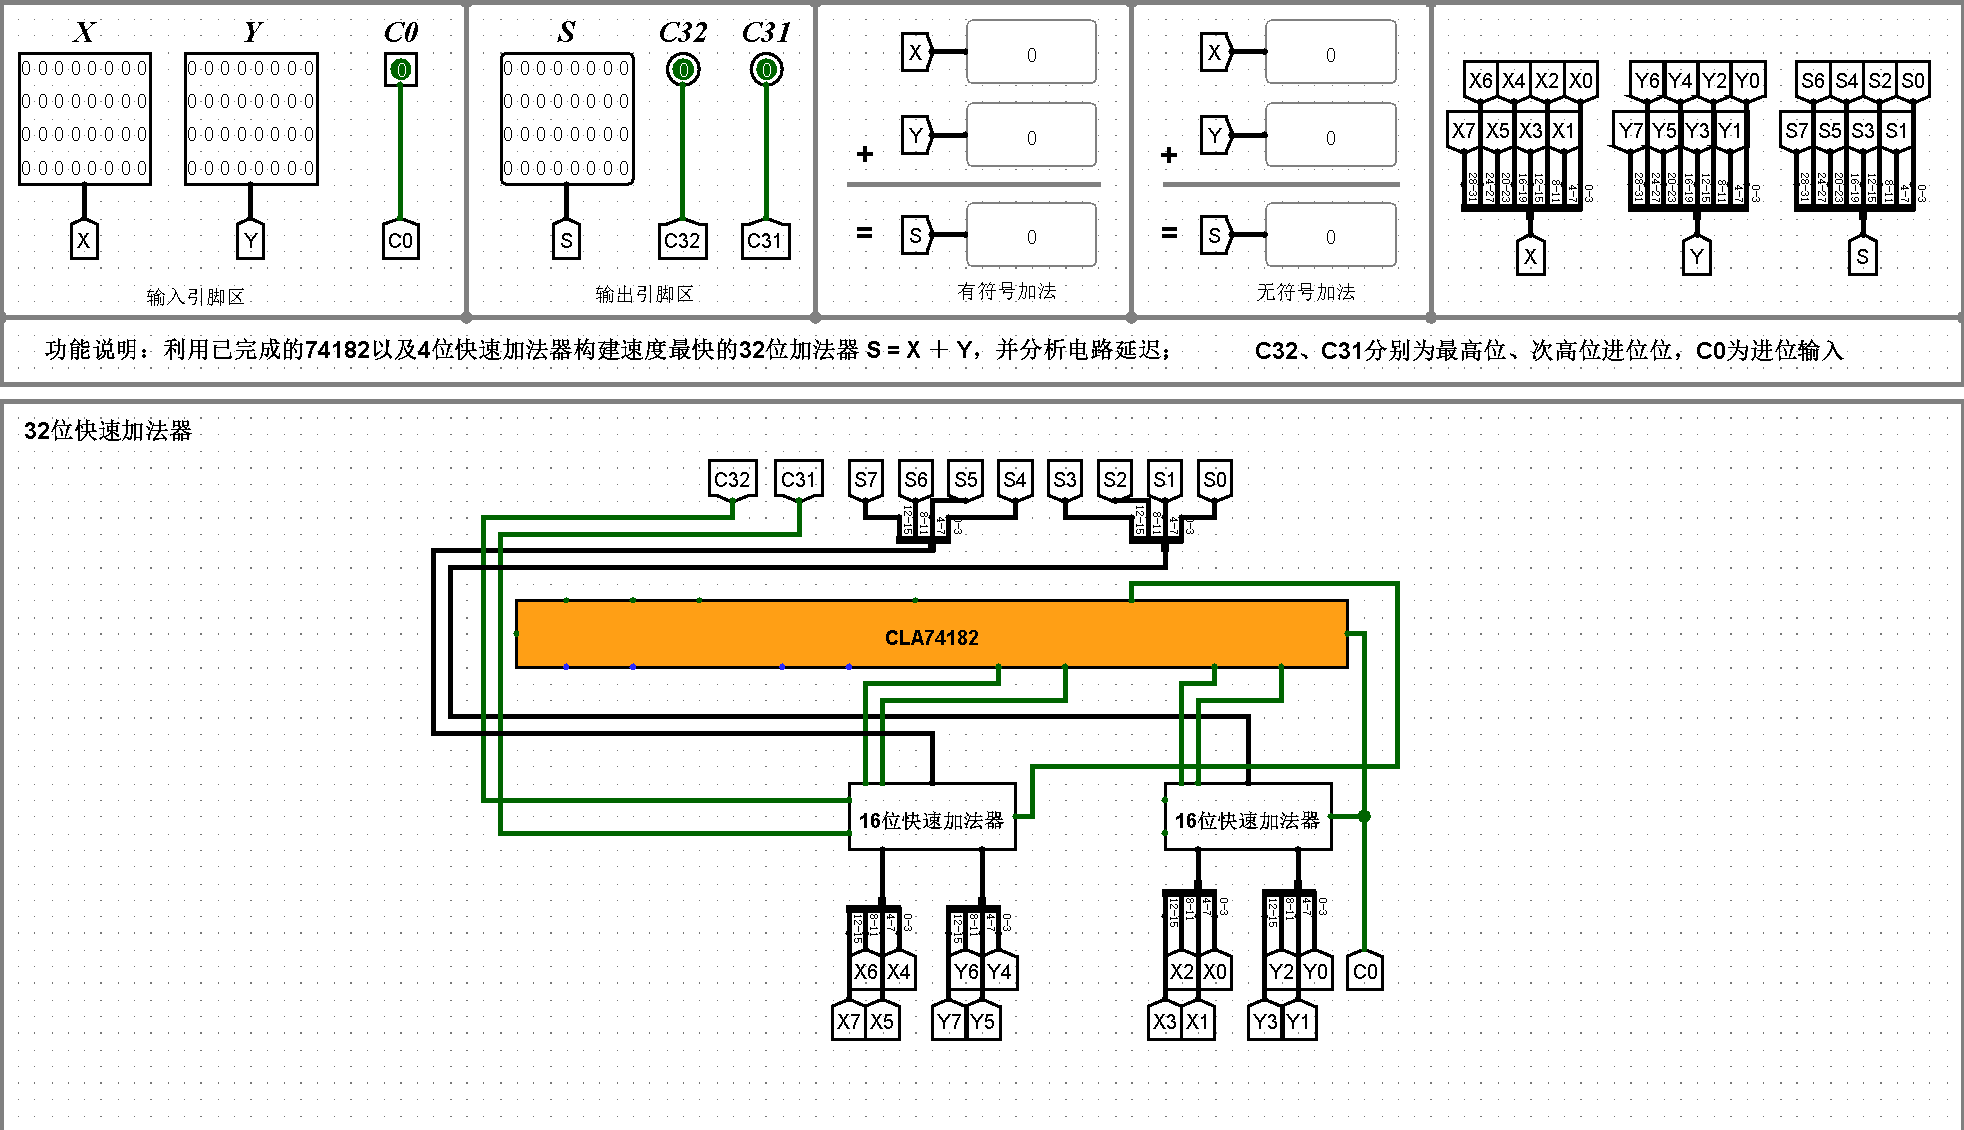 X Y C0 S C32 C31
0 0 0 0 0 0 0 0 0 0 0 0 0 0 0 0 0 0 0 0 0 0 0 0 0 0 0
0 0 0 0 0 0 0 0 0 0 0 0 0 0 0 0 0 0 0 0 0 0 0 0
0 0 0 0 0 0 0 0 0 0 0 0 0 0 0 0 0 0 0 0 0 0 0 0
0 0 0 0 0 0 0 0 0 0 0 0 0 0 0 0 0 0 0 0 0 0 0 0
X Y C0 S C32 C31
输入引脚区
输出引脚区
X 0
+ Y 0
= S 0
有符号加法
X 0
+ Y 0
= S 0
无符号加法
X6 X4 X2 X0 Y6 Y4 Y2 Y0 S6 S4 S2 S0
X7 X5 X3 X1 Y7 Y5 Y3 Y1 S7 S5 S3 S1
28-31 24-27 20-23 16-19 12-15 8-11 4-7 0-3 28-31 24-27 20-23 16-19 12-15 8-11 4-7 0-3 28-31 24-27 20-23 16-19 12-15 8-11 4-7 0-3
X Y S
功能说明：利用已完成的74182以及4位快速加法器构建速度最快的32位加法器 S = X ＋ Y，并分析电路延迟； C32、C31分别为最高位、次高位进位位，C0为进位输入
32位快速加法器
C32 C31 S7 S6 S5 S4 S3 S2 S1 S0
12-15 8-11 4-7 0-3 12-15 8-11 4-7 0-3
CLA74182
16位快速加法器 16位快速加法器
12-15 8-11 4-7 0-3 12-15 8-11 4-7 0-3 12-15 8-11 4-7 0-3 12-15 8-11 4-7 0-3
X6 X4 Y6 Y4 X2 X0 Y2 Y0 C0
X7 X5 Y7 Y5 X3 X1 Y3 Y1